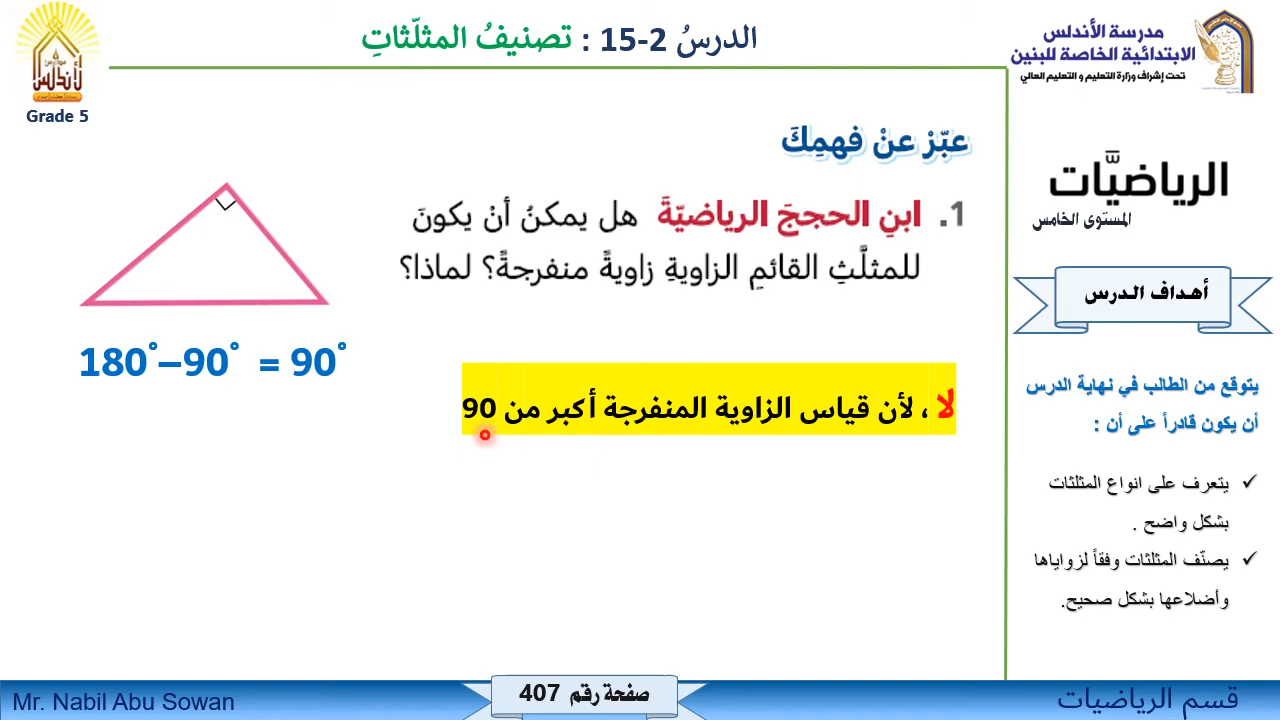 مدرسة الأندلس
الابتدائية الخاصة للبنين
تحت إشراف وزارة التعليم و التعليم العالي
الدرسُ 2-15 : تصنيفُ المثلّثاتِ
Grade 5
الرياضيَّات
المستوى الخامس
أهداف الدرس
يتوقع من الطالب في نهاية الدرس
أن يكون قادراً على أن :
✓ يتعرف على انواع المثلثات
بشكل واضح .
✓ يصنّف المثلثات وفقاً لزواياها
وأضلاعها بشكل صحيح.
عبّرْ عنْ فهمِكَ
1. ابنِ الحججَ الرياضيّةَ هل يمكنُ أنْ يكونَ
للمثلَّثِ القائمِ الزاويةِ زاويةً منفرجةً؟ لماذا؟
180° – 90° = 90°
لا ، لأن قياس الزاوية المنفرجة أكبر من 90
Mr. Nabil Abu Sowan
صفحة رقم 407
قسم الرياضيات